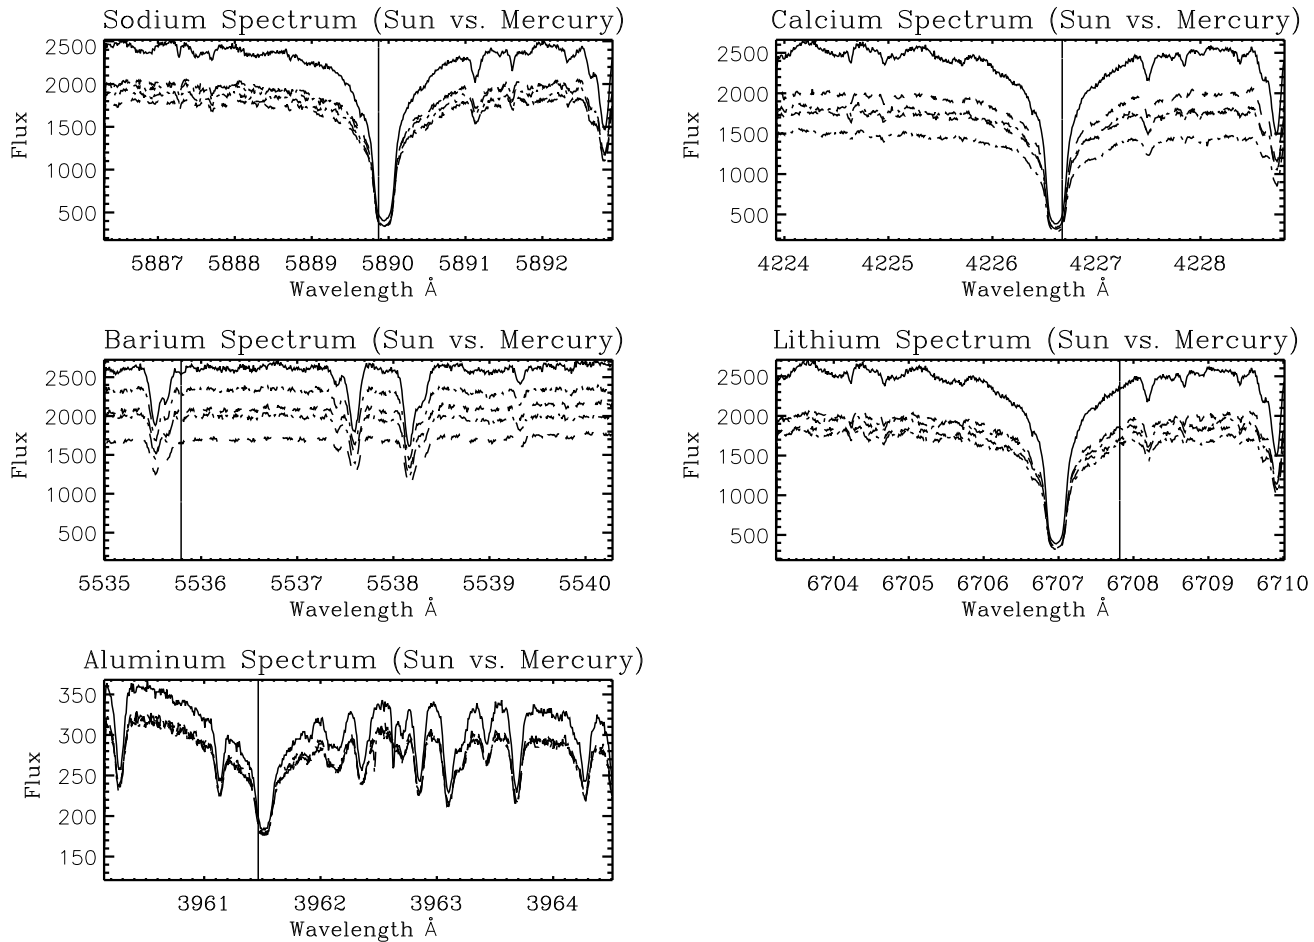 Sodium Spectrum (Sun vs. Mercury)
2500
2000
1500
1000
500
Flux
5887 5888 5889 5890 5891 5892
Wavelength Å
Calcium Spectrum (Sun vs. Mercury)
2500
2000
1500
1000
500
Flux
4224 4225 4226 4227 4228
Wavelength Å
Barium Spectrum (Sun vs. Mercury)
2500
2000
1500
1000
500
Flux
5535 5536 5537 5538 5539 5540
Wavelength Å
Lithium Spectrum (Sun vs. Mercury)
2500
2000
1500
1000
500
Flux
6704 6705 6706 6707 6708 6709 6710
Wavelength Å
Aluminum Spectrum (Sun vs. Mercury)
350
300
250
200
150
Flux
3961 3962 3963 3964
Wavelength Å